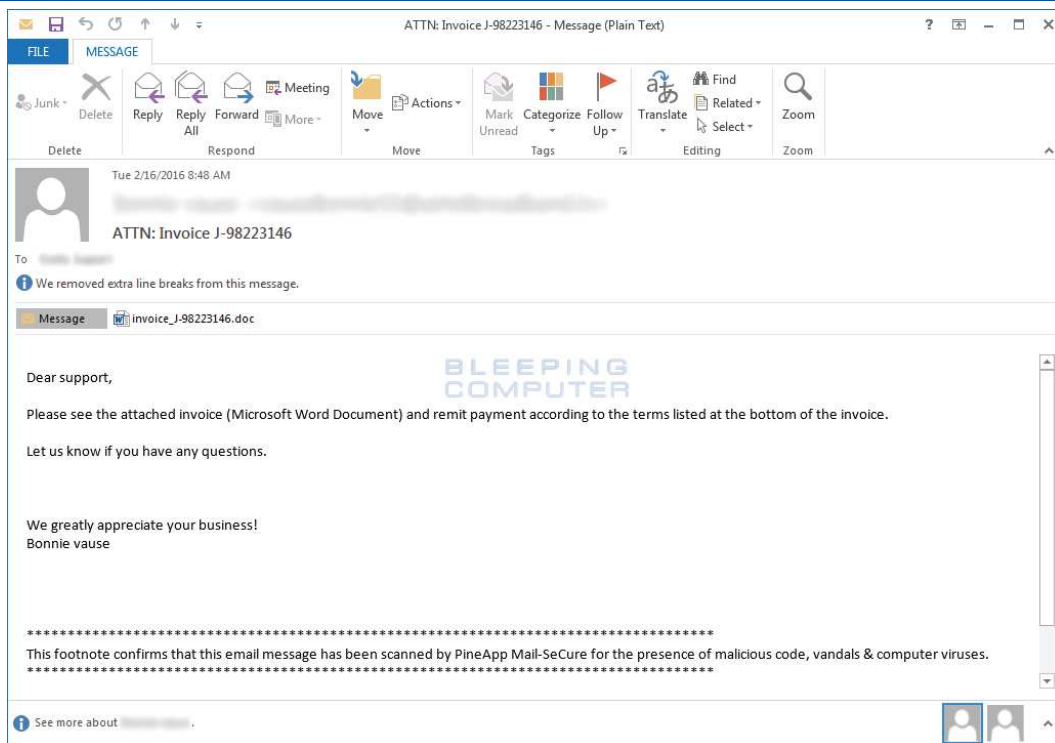 ATTN: Invoice J-98223146 - Message (Plain Text)
?
FILE
MESSAGE
Junk
Delete
Reply
Reply All
Forward
Meeting
More
Move
Actions
Mark Unread
Categorize
Follow Up
Translate
Find
Related
Select
Zoom
Delete
Respond
Move
Tags
Editing
Zoom
Tue 2/16/2016 8:48 AM
ATTN: Invoice J-98223146
To
We removed extra line breaks from this message.
Message
invoice_J-98223146.doc
BLEEPING
COMPUTER
Dear support,
Please see the attached invoice (Microsoft Word Document) and remit payment according to the terms listed at the bottom of the invoice.
Let us know if you have any questions.
We greatly appreciate your business!
Bonnie vause
*************************************************************************************
This footnote confirms that this email message has been scanned by PineApp Mail-SeCure for the presence of malicious code, vandals & computer viruses.
*************************************************************************************
See more about